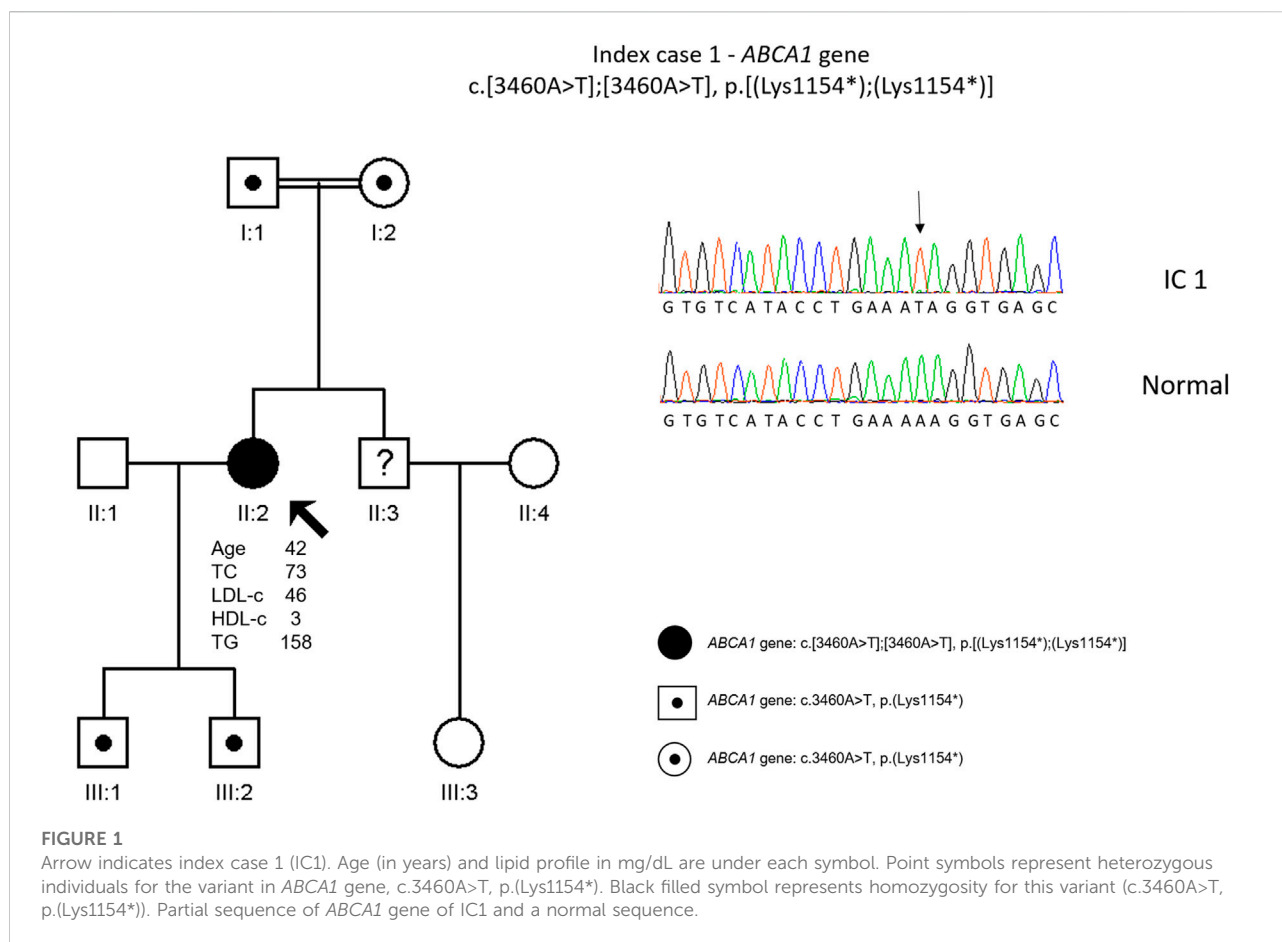 Index case 1 - ABCA1 gene
c.[3460A>T];[3460A>T], p.[(Lys1154*);(Lys1154*)]
I:1
I:2
?
II:1
II:2
II:3
II:4
Age 42
TC 73
LDL-c 46
HDL-c 3
TG 158
III:1
III:2
III:3
G T G T C A T A C C T G A A A T A G G T G A G C
IC 1
G T G T C A T A C C T G A A A A A G G T G A G C
Normal
ABCA1 gene: c.[3460A>T];[3460A>T], p.[(Lys1154*);(Lys1154*)]
ABCA1 gene: c.3460A>T, p.(Lys1154*)
ABCA1 gene: c.3460A>T, p.(Lys1154*)
FIGURE 1
Arrow indicates index case 1 (IC1). Age (in years) and lipid profile in mg/dL are under each symbol. Point symbols represent heterozygous
individuals for the variant in ABCA1 gene, c.3460A>T, p.(Lys1154*). Black filled symbol represents homozygosity for this variant (c.3460A>T,
p.(Lys1154*)). Partial sequence of ABCA1 gene of IC1 and a normal sequence.